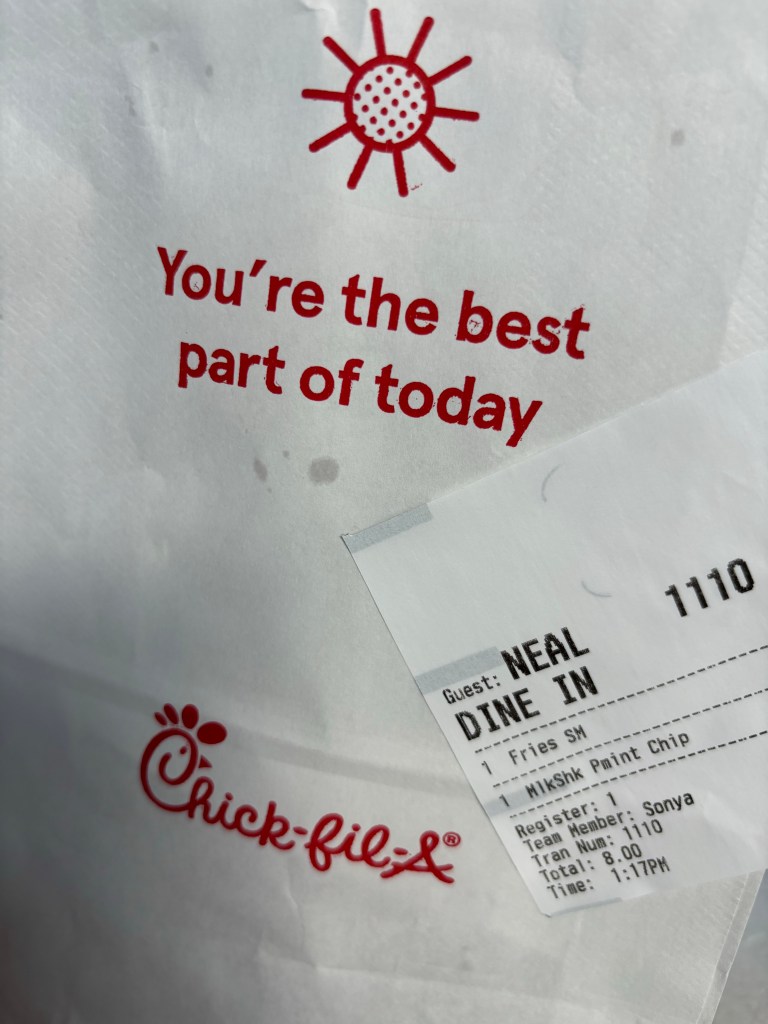 You're the best
part of today
1110
Guest: NEAL
DINE IN
1 Fries SM
1 MlkShk Pmint Chip
Register: 1
Team Member: Sonya
Tran Num: 1110
Total: 8.00
Time: 1:17PM
Chick-fil-A®